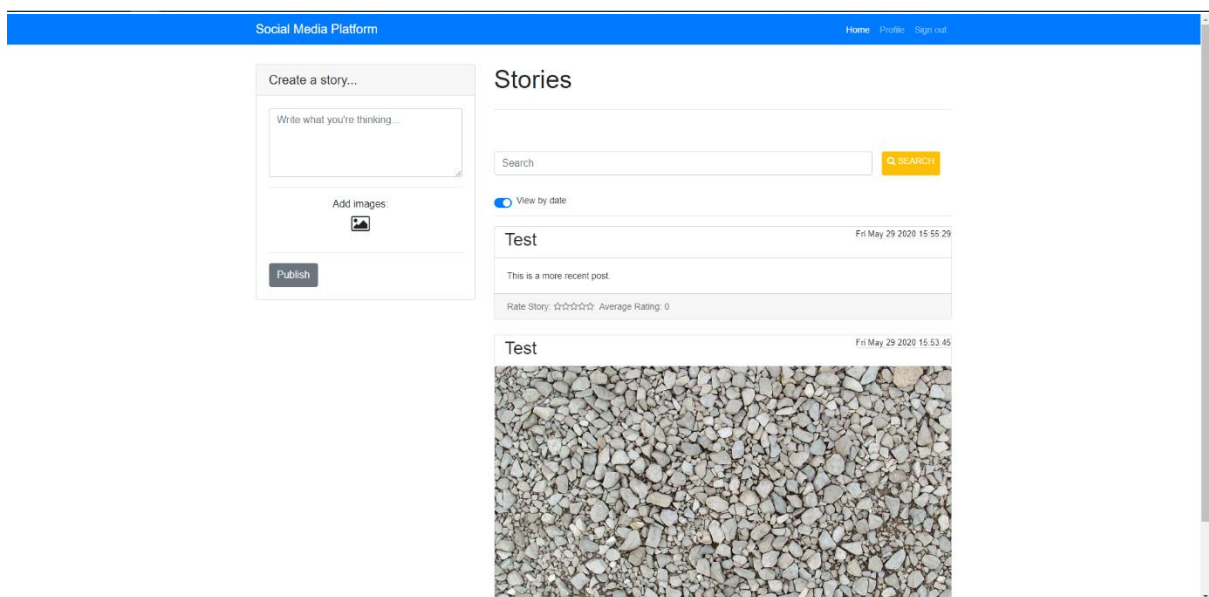 Social Media Platform
Home Profile Sign out
Create a story...
Write what you're thinking...
Add images:
Publish
Stories
Search
SEARCH
View by date
Test
Fri May 29 2020 15:55:29
This is a more recent post.
Rate Story: Average Rating: 0
Test
Fri May 29 2020 15:53:45